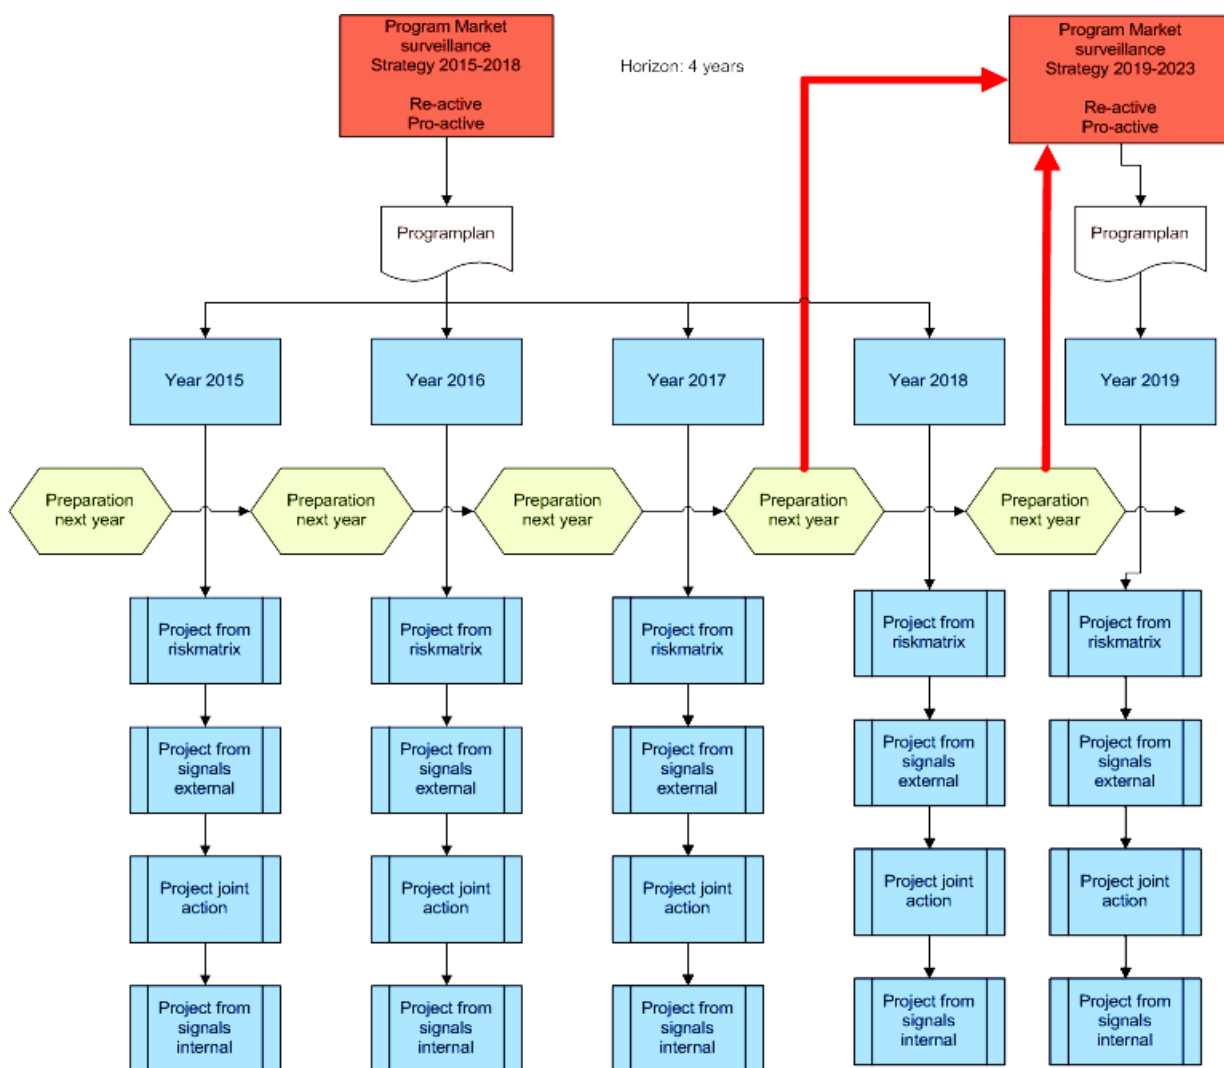 Program Market
surveillance
Strategy 2015-2018
Re-active
Pro-active
Horizon: 4 years
Program Market
surveillance
Strategy 2019-2023
Re-active
Pro-active
Programplan
Programplan
Year 2015
Year 2016
Year 2017
Year 2018
Year 2019
Preparation
next year
Preparation
next year
Preparation
next year
Preparation
next year
Preparation
next year
Project from
riskmatrix
Project from
riskmatrix
Project from
riskmatrix
Project from
riskmatrix
Project from
riskmatrix
Project from
signals
external
Project from
signals
external
Project from
signals
external
Project from
signals
external
Project from
signals
external
Project joint
action
Project joint
action
Project joint
action
Project joint
action
Project joint
action
Project from
signals
internal
Project from
signals
internal
Project from
signals
internal
Project from
signals
internal
Project from
signals
internal